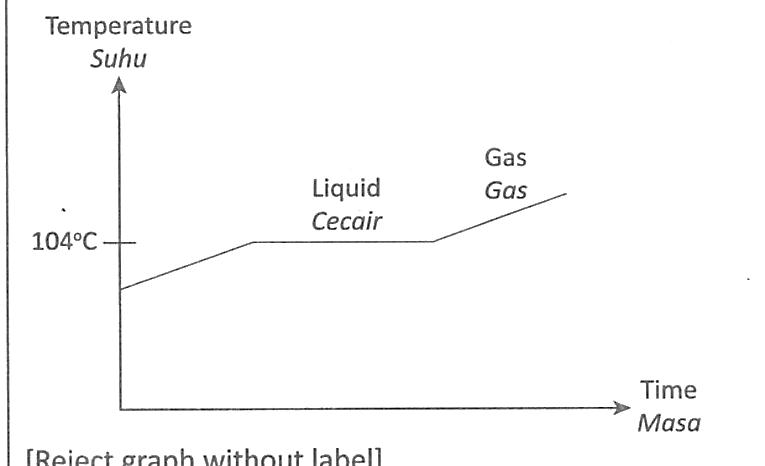 Temperature
Suhu
Gas
Gas
Liquid
Cecair
104°C
Time
Masa
[Reject graph without label]